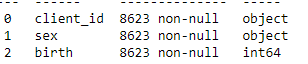 ---  ------     --------------  -----
0   client_id  8623 non-null   object
1   sex        8623 non-null   object
2   birth      8623 non-null   int64